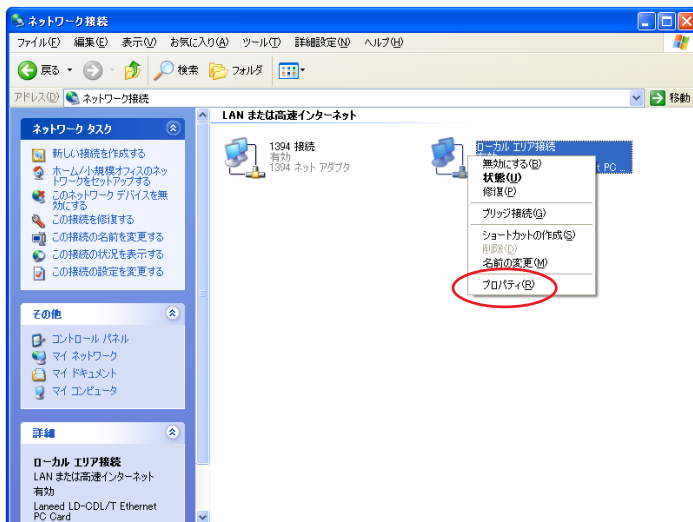 ネットワーク接続
ファイル(F) 編集(E) 表示(V) お気に入り(A) ツール(T) 詳細設定(N) ヘルプ(H)
戻る 検索 フォルダ
アドレス(D) ネットワーク接続 移動
ネットワーク タスク
新しい接続を作成する
ホーム/小規模オフィスのネッ
トワークをセットアップする
このネットワーク デバイスを無
効にする
この接続を修復する
この接続の名前を変更する
この接続の状況を表示する
この接続の設定を変更する
その他
コントロール パネル
マイ ネットワーク
マイ ドキュメント
マイ コンピュータ
詳細
ローカル エリア接続
LAN または高速インターネット
有効
Laneed LD-CDL/T Ethernet
PC Card
LAN または高速インターネット
1394 接続
有効
1394 ネット アダプタ
ローカル エリア接続
t PC ...
無効にする(B)
状態(U)
修復(P)
ブリッジ接続(G)
ショートカットの作成(S)
削除(D)
名前の変更(M)
プロパティ(R)